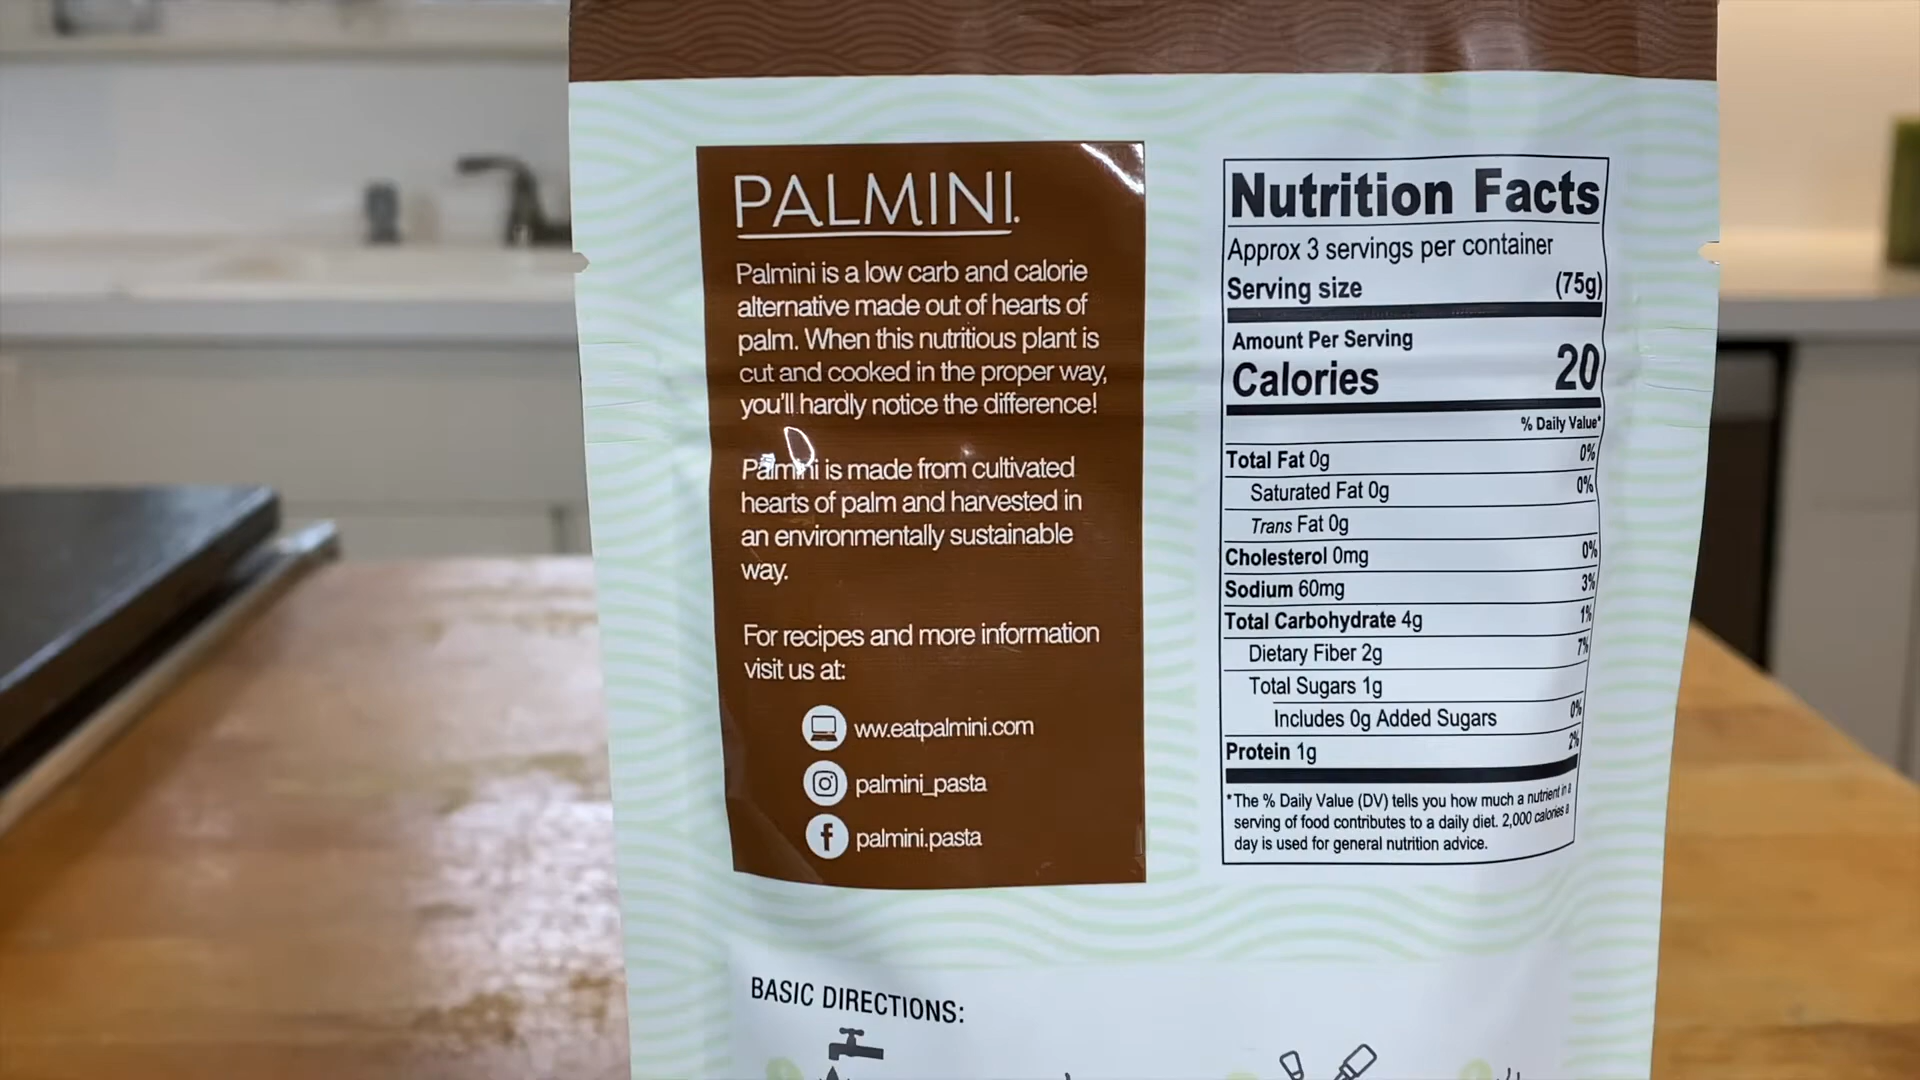 PALMINI.
Palmini is a low carb and calorie
alternative made out of hearts of
palm. When this nutritious plant is
cut and cooked in the proper way,
you'll hardly notice the difference!
Palmini is made from cultivated
hearts of palm and harvested in
an environmentally sustainable
way.
For recipes and more information
visit us at:
ww.eatpalmini.com
palmini_pasta
palmini.pasta
Nutrition Facts
Approx 3 servings per container
Serving size (75g)
Amount Per Serving
Calories 20
% Daily Value*
Total Fat 0g 0%
Saturated Fat 0g 0%
Trans Fat 0g
Cholesterol 0mg 0%
Sodium 60mg 3%
Total Carbohydrate 4g 1%
Dietary Fiber 2g 7%
Total Sugars 1g
Includes 0g Added Sugars 0%
Protein 1g 2%
*The % Daily Value (DV) tells you how much a nutrient in a
serving of food contributes to a daily diet. 2,000 calories a
day is used for general nutrition advice.
BASIC DIRECTIONS: